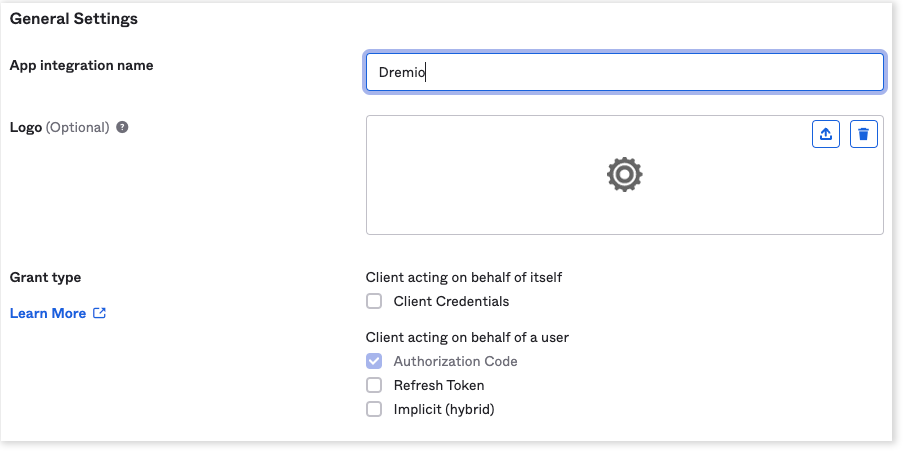 General Settings
App integration name
Dremio
Logo (Optional) ?
Grant type
Client acting on behalf of itself
Client Credentials
Learn More
Client acting on behalf of a user
Authorization Code
Refresh Token
Implicit (hybrid)